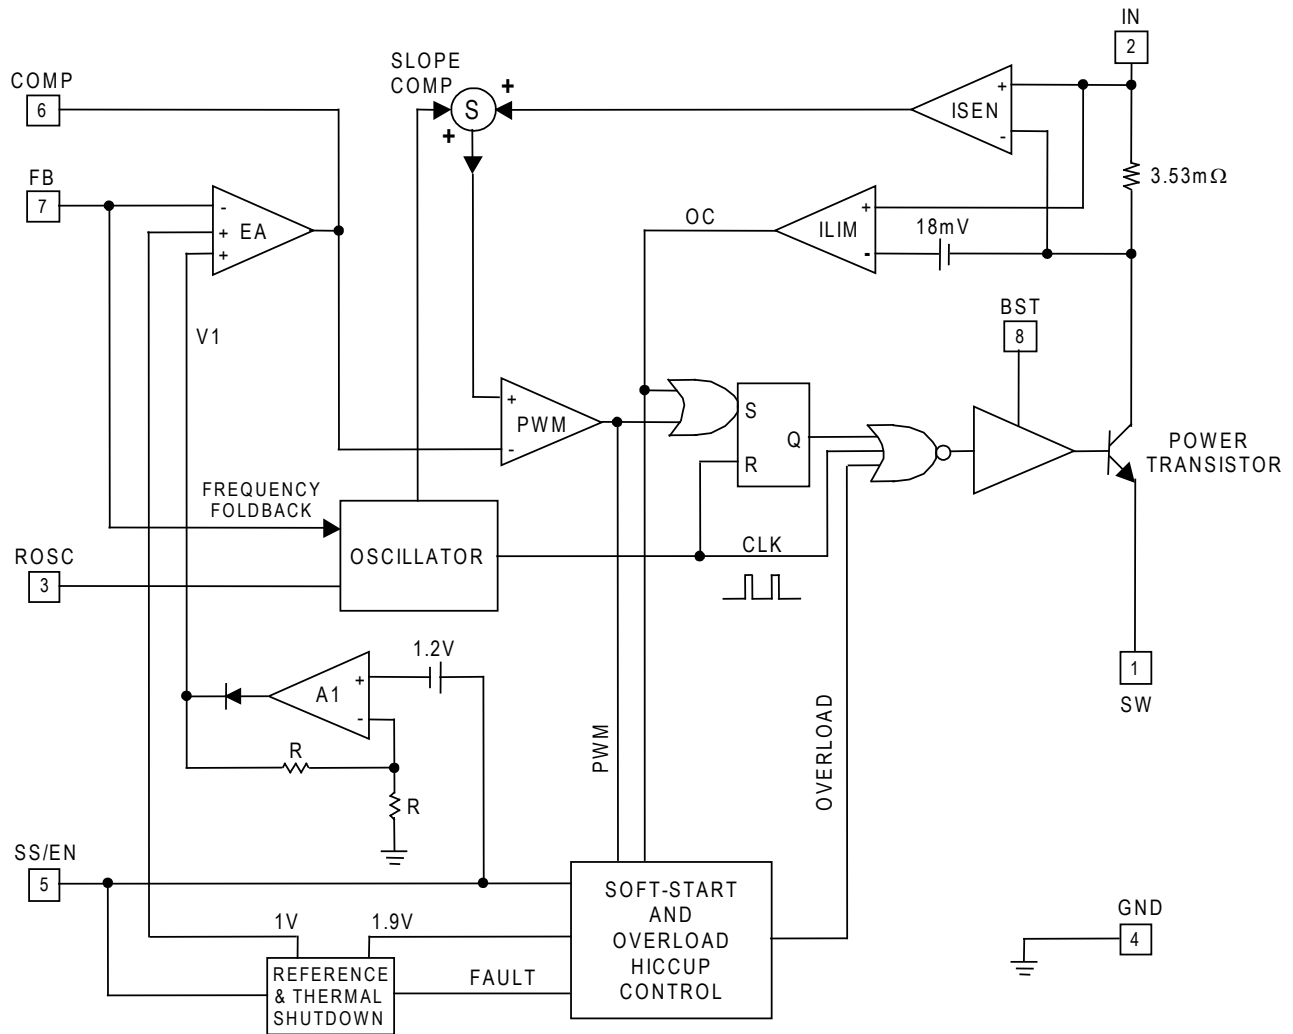 IN
2
SLOPE
COMP
+
S
+
COMP
6
+
ISEN
-
3.53mΩ
FB
7
-
+ EA
+
OC
+
ILIM
-
18mV
BST
8
V1
+
PWM
-
S
Q
R
POWER
TRANSISTOR
FREQUENCY
FOLDBACK
ROSC
3
OSCILLATOR
CLK
1.2V
+
A1
-
1
SW
R
R
PWM
OVERLOAD
SS/EN
5
1V
1.9V
REFERENCE
& THERMAL
SHUTDOWN
FAULT
SOFT-START
AND
OVERLOAD
HICCUP
CONTROL
GND
4